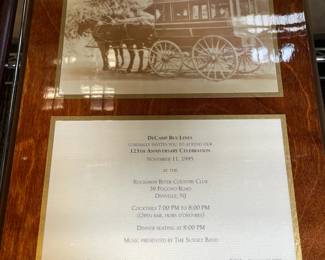 DeCamp Bus Lines
cordially invites you to attend our
125th Anniversary Celebration
November 11, 1995
at the
Rockaway River Country Club
39 Pocono Road
Denville, NJ
Cocktails 7:00 PM to 8:00 PM
(Open bar, hors d'oeuvres)
Dinner seating at 8:00 PM
Music presented by The Sunset Band